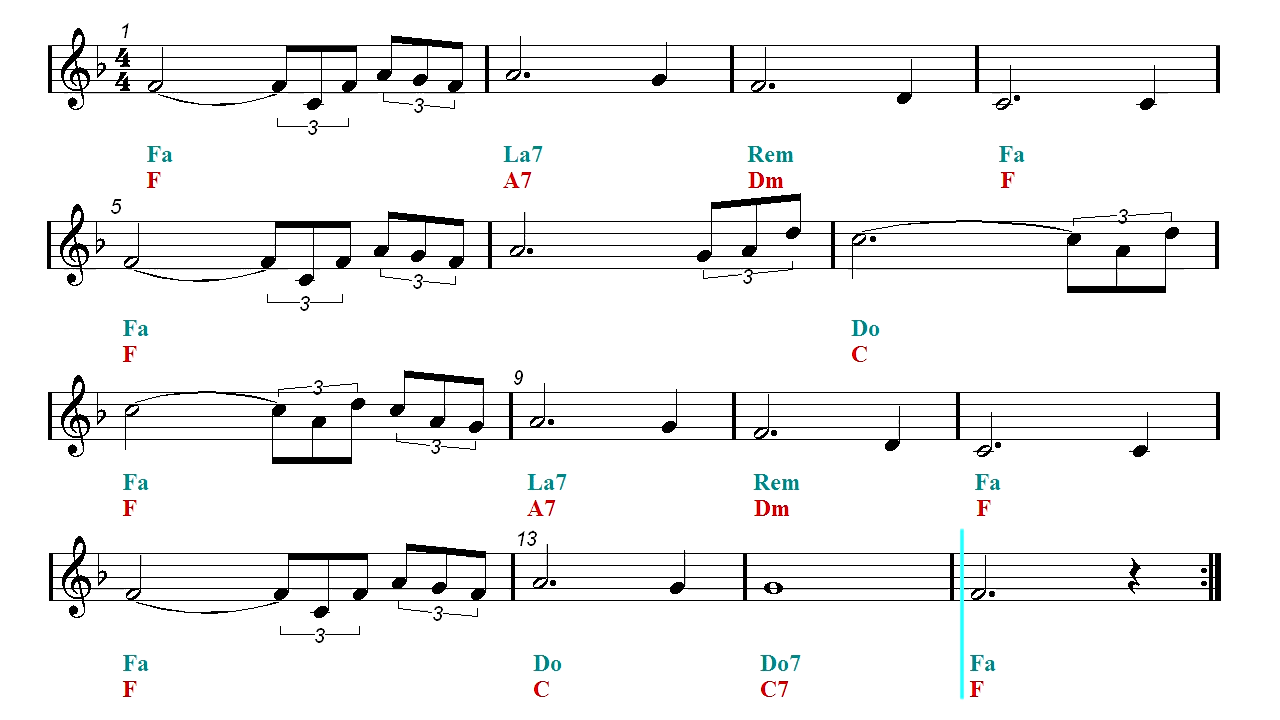 1
4
4
3 3
Fa La7 Rem Fa
F A7 Dm F
5
3 3 3 3
Fa Do
F C
9
3 3
Fa La7 Rem Fa
F A7 Dm F
13
3 3
Fa Do Do7 Fa
F C C7 F